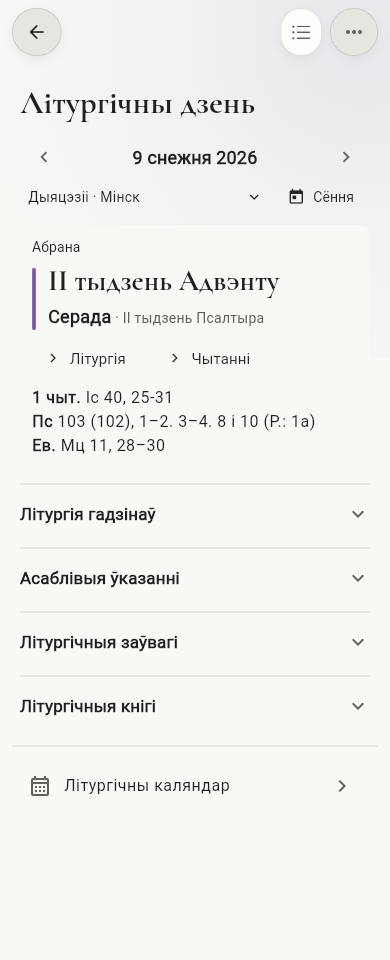 Літургічны дзень
9 снежня 2026
Дыяцэзіі · Мінск
Сёння
Абрана
II тыдзень Адвэнту
Серада · II тыдзень Псалтыра
Літургія
Чытанні
1 чыт. Іс 40, 25-31
Пс 103 (102), 1–2. 3–4. 8 і 10 (Р.: 1а)
Ев. Мц 11, 28–30
Літургія гадзінаў
Асаблівыя ўказанні
Літургічныя заўвагі
Літургічныя кнігі
Літургічны каляндар